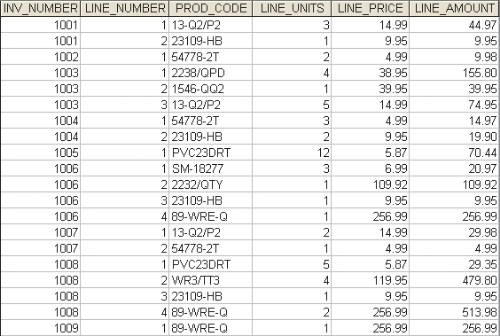 INV_NUMBER LINE_NUMBER PROD_CODE LINE_UNITS LINE_PRICE LINE_AMOUNT
1001 1 13-Q2/P2 3 14.99 44.97
1001 2 23109-HB 1 9.95 9.95
1002 1 54778-2T 2 4.99 9.98
1003 1 2238/QPD 4 38.95 155.80
1003 2 1546-QQ2 1 39.95 39.95
1003 3 13-Q2/P2 5 14.99 74.95
1004 1 54778-2T 3 4.99 14.97
1004 2 23109-HB 2 9.95 19.90
1005 1 PVC23DRT 12 5.87 70.44
1006 1 SM-18277 3 6.99 20.97
1006 2 2232/QTY 1 109.92 109.92
1006 3 23109-HB 1 9.95 9.95
1006 4 89-WRE-Q 1 256.99 256.99
1007 1 13-Q2/P2 2 14.99 29.98
1007 2 54778-2T 1 4.99 4.99
1008 1 PVC23DRT 5 5.87 29.35
1008 2 WR3/TT3 4 119.95 479.80
1008 3 23109-HB 1 9.95 9.95
1008 4 89-WRE-Q 2 256.99 513.98
1009 1 89-WRE-Q 1 256.99 256.99